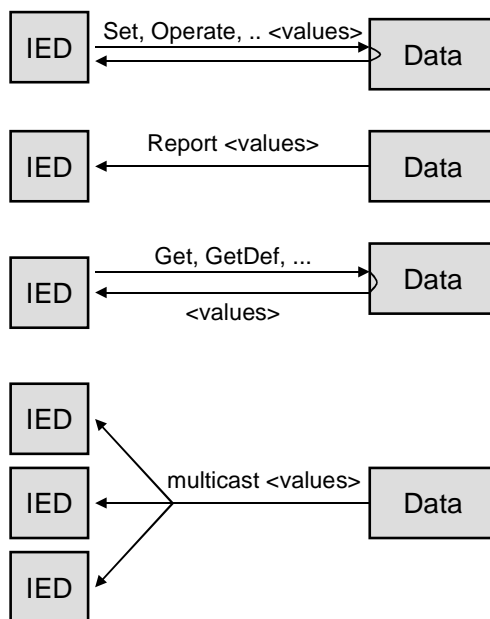 IED
Set, Operate, .. <values>
Data
IED
Report <values>
Data
IED
Get, GetDef, ...
<values>
Data
IED
IED
multicast <values>
Data
IED